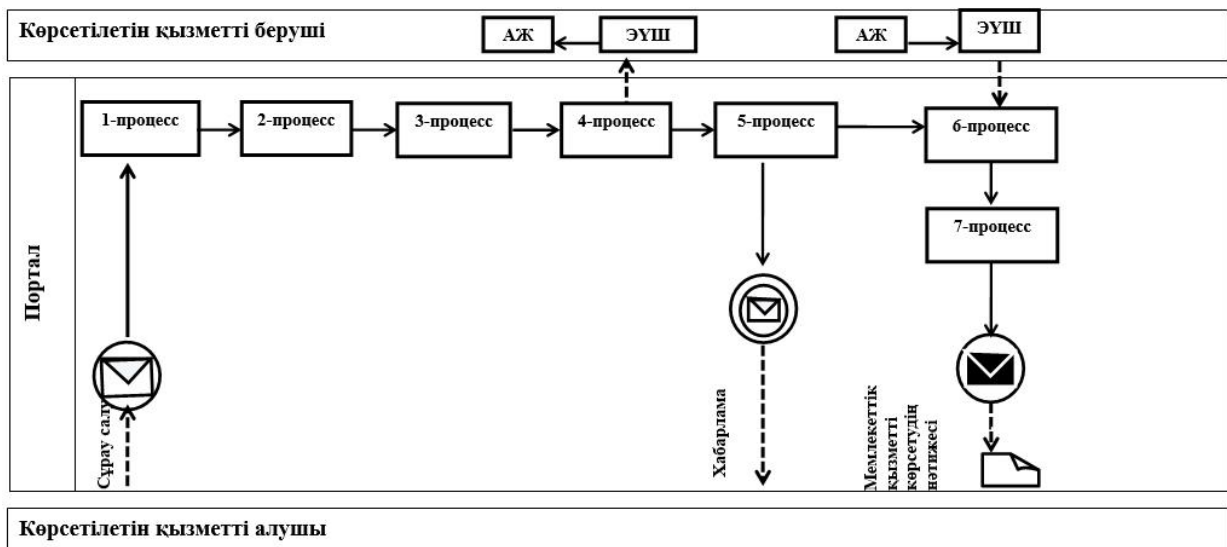 Көрсетілетін қызметті беруші
АЖ
ЭҮШ
АЖ
ЭҮШ
Портал
1-процесс
2-процесс
3-процесс
4-процесс
5-процесс
6-процесс
7-процесс
Сұрау салу
Хабарлама
Мемлекеттік
қызметті
көрсетудің
нәтижесі
Көрсетілетін қызметті алушы